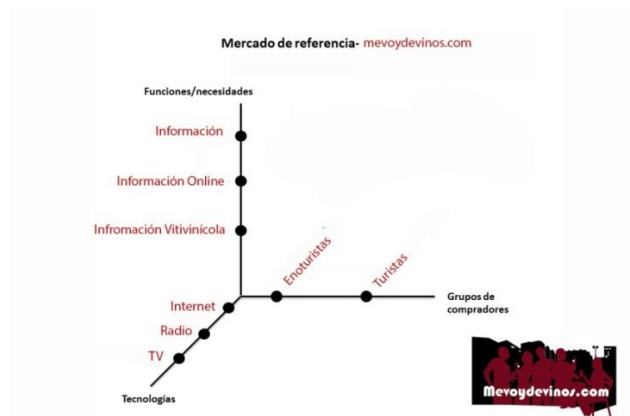 Mercado de referencia- mevoydevinos.com
Funciones/necesidades
Información
Información Online
Infromación Vitivinícola
Enoturistas
Turistas
Internet
Grupos de
compradores
Radio
TV
Tecnologías
Mevoydevinos.com